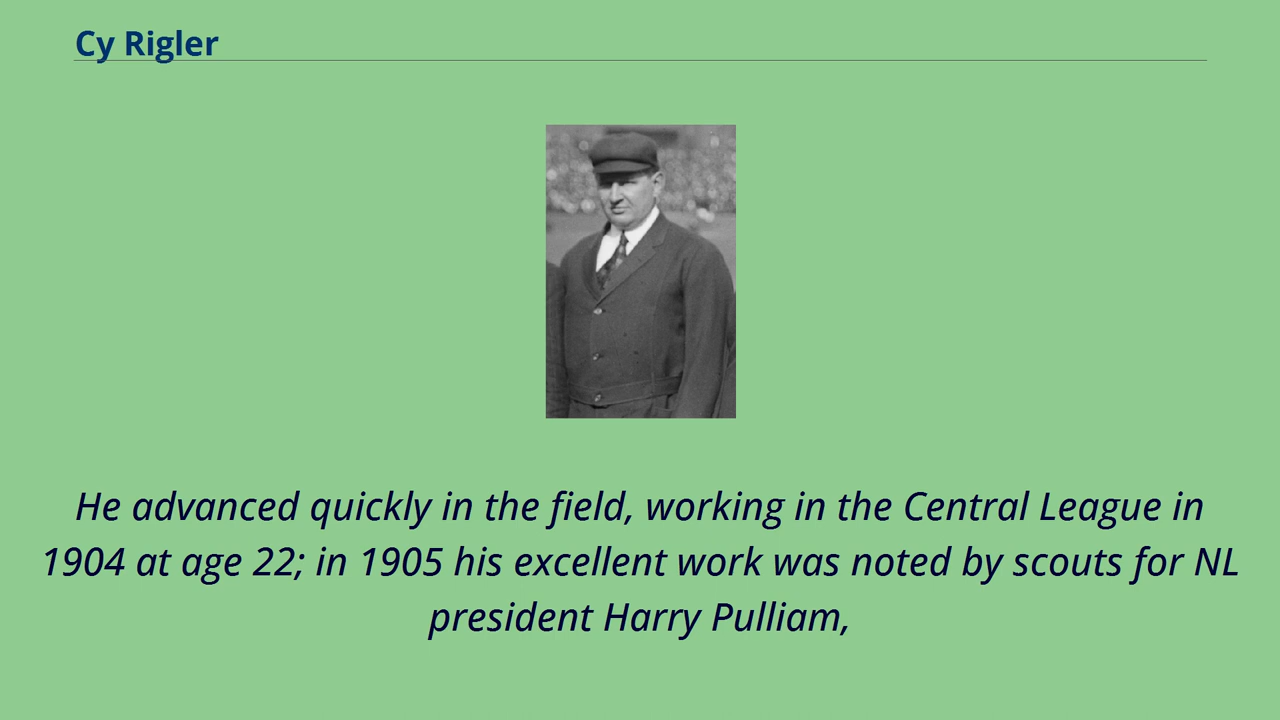 Cy Rigler
He advanced quickly in the field, working in the Central League in
1904 at age 22; in 1905 his excellent work was noted by scouts for NL
president Harry Pulliam,